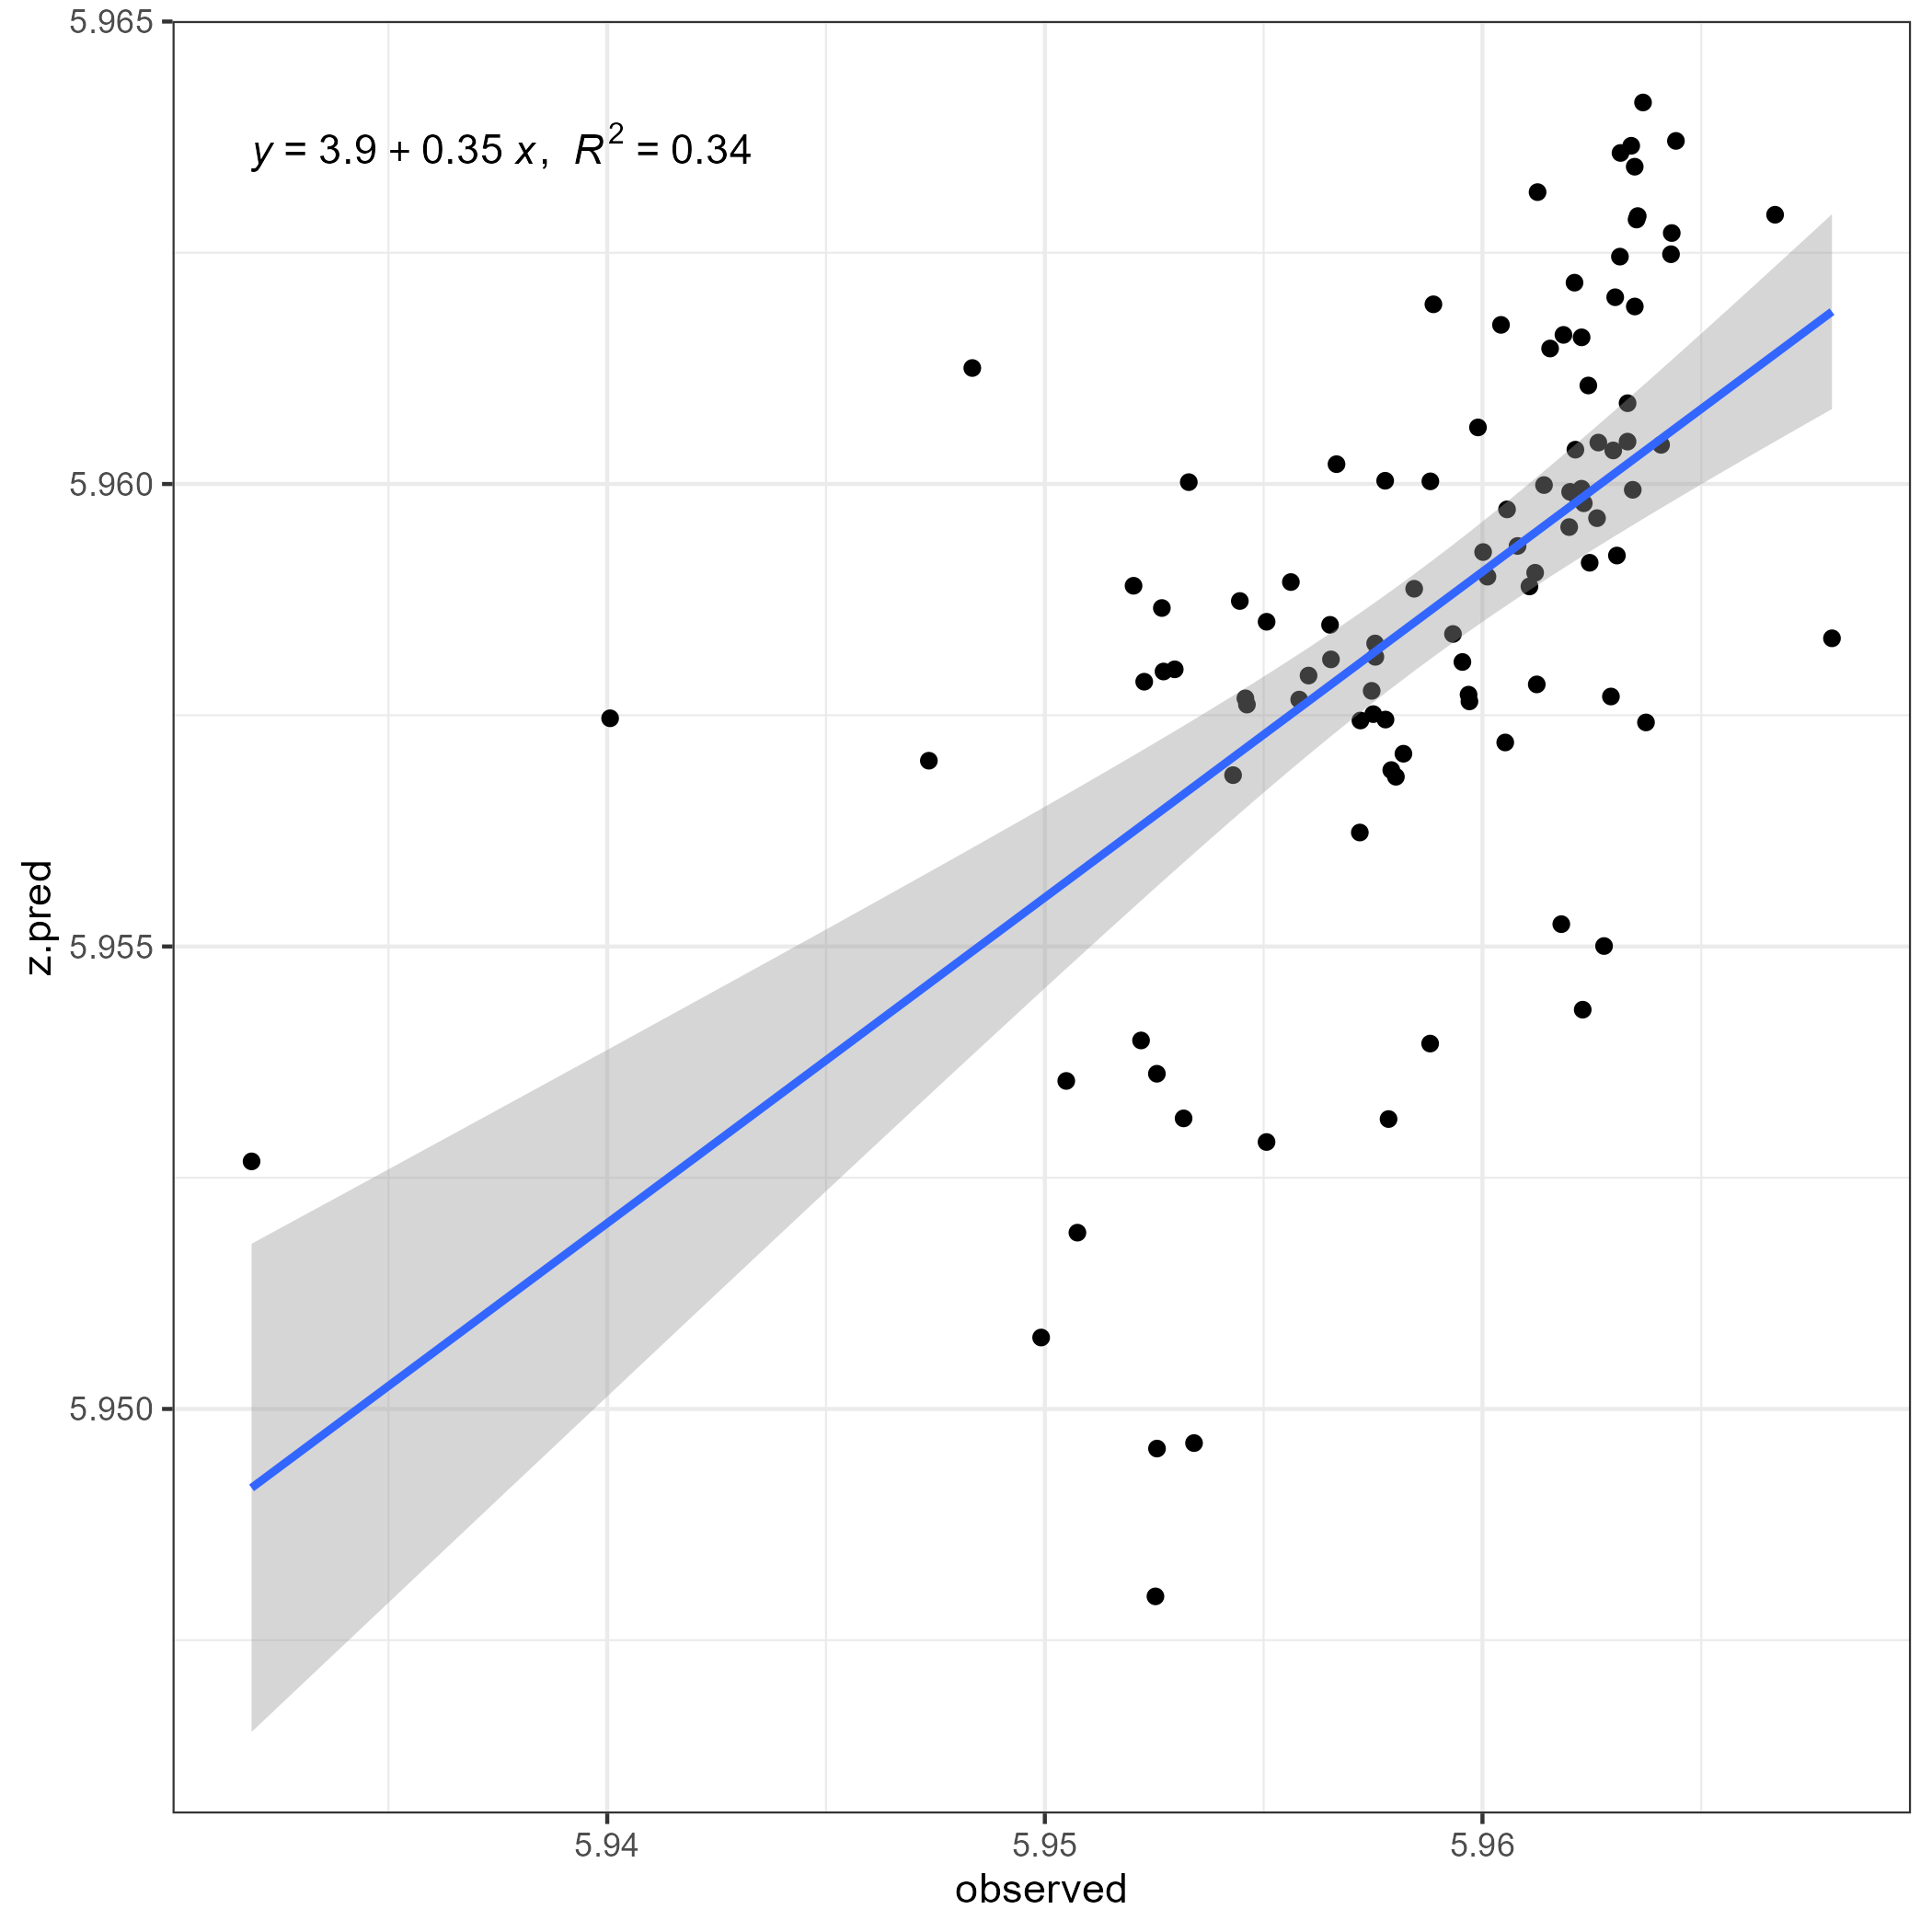 5.965
y = 3.9 + 0.35 x, R² = 0.34
5.960
z.pred
5.955
5.950
5.94 5.95 5.96
observed